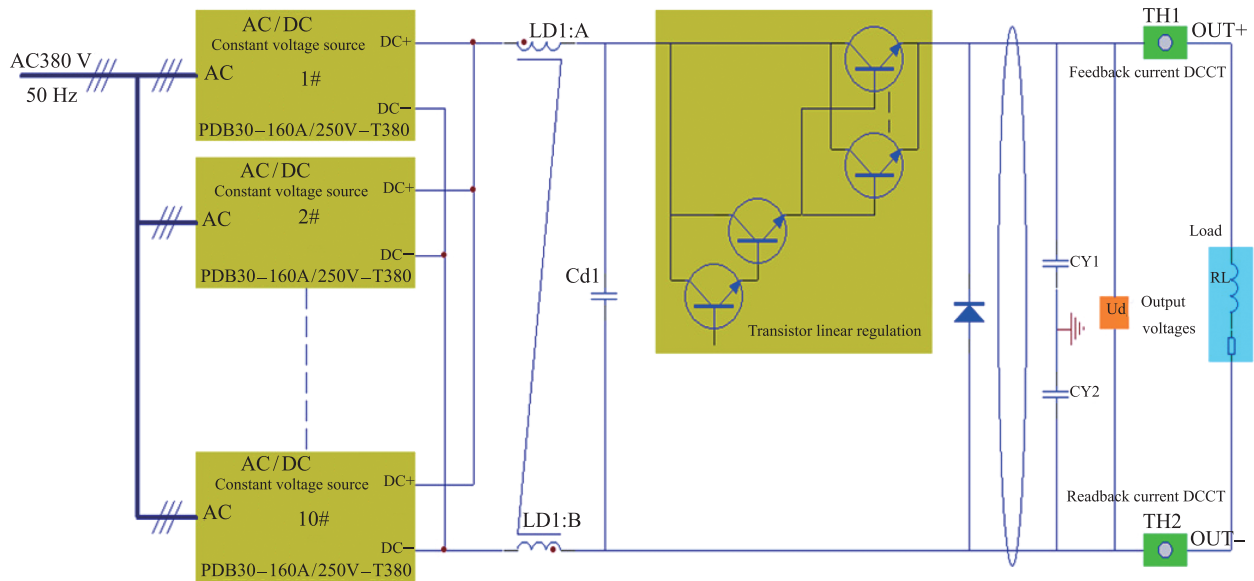 AC380 V
50 Hz
AC/DC
Constant voltage source
1#
AC
DC+
DC−
PDB30−160A/250V−T380
AC/DC
Constant voltage source
2#
AC
DC+
DC−
PDB30−160A/250V−T380
AC/DC
Constant voltage source
10#
AC
DC+
DC−
PDB30−160A/250V−T380
LD1:A
Cd1
LD1:B
Transistor linear regulation
CY1
CY2
Ud
Output
voltages
TH1
OUT+
Feedback current DCCT
Load
RL
Readback current DCCT
TH2
OUT−